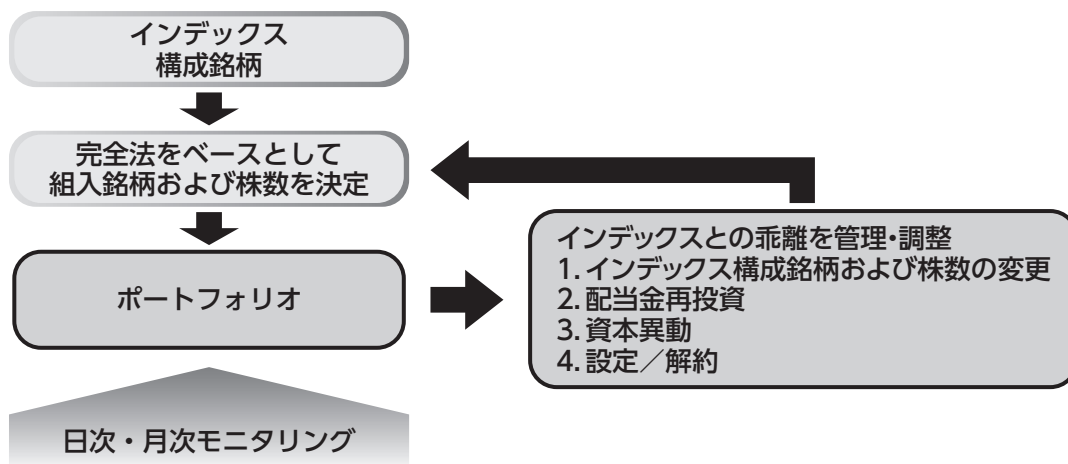 インデックス
構成銘柄
完全法をベースとして
組入銘柄および株数を決定
ポートフォリオ
日次・月次モニタリング
インデックスとの乖離を管理・調整
1.インデックス構成銘柄および株数の変更
2.配当金再投資
3.資本異動
4.設定／解約